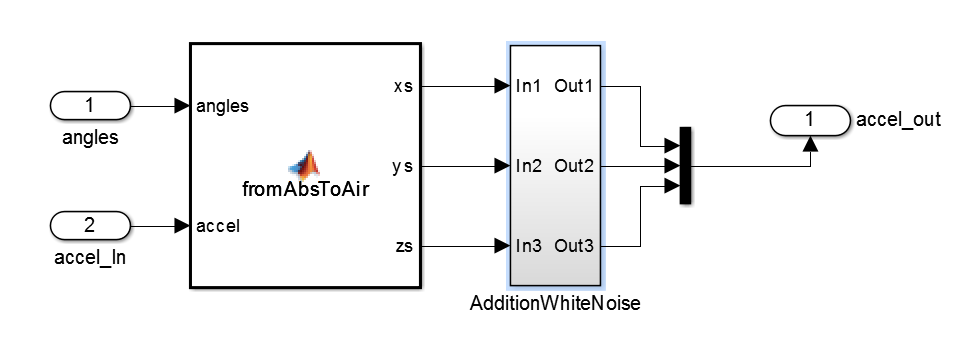 1
angles
2
accel_In
angles
accel
fromAbsToAir
xs
ys
zs
In1 Out1
In2 Out2
In3 Out3
AdditionWhiteNoise
1
accel_out